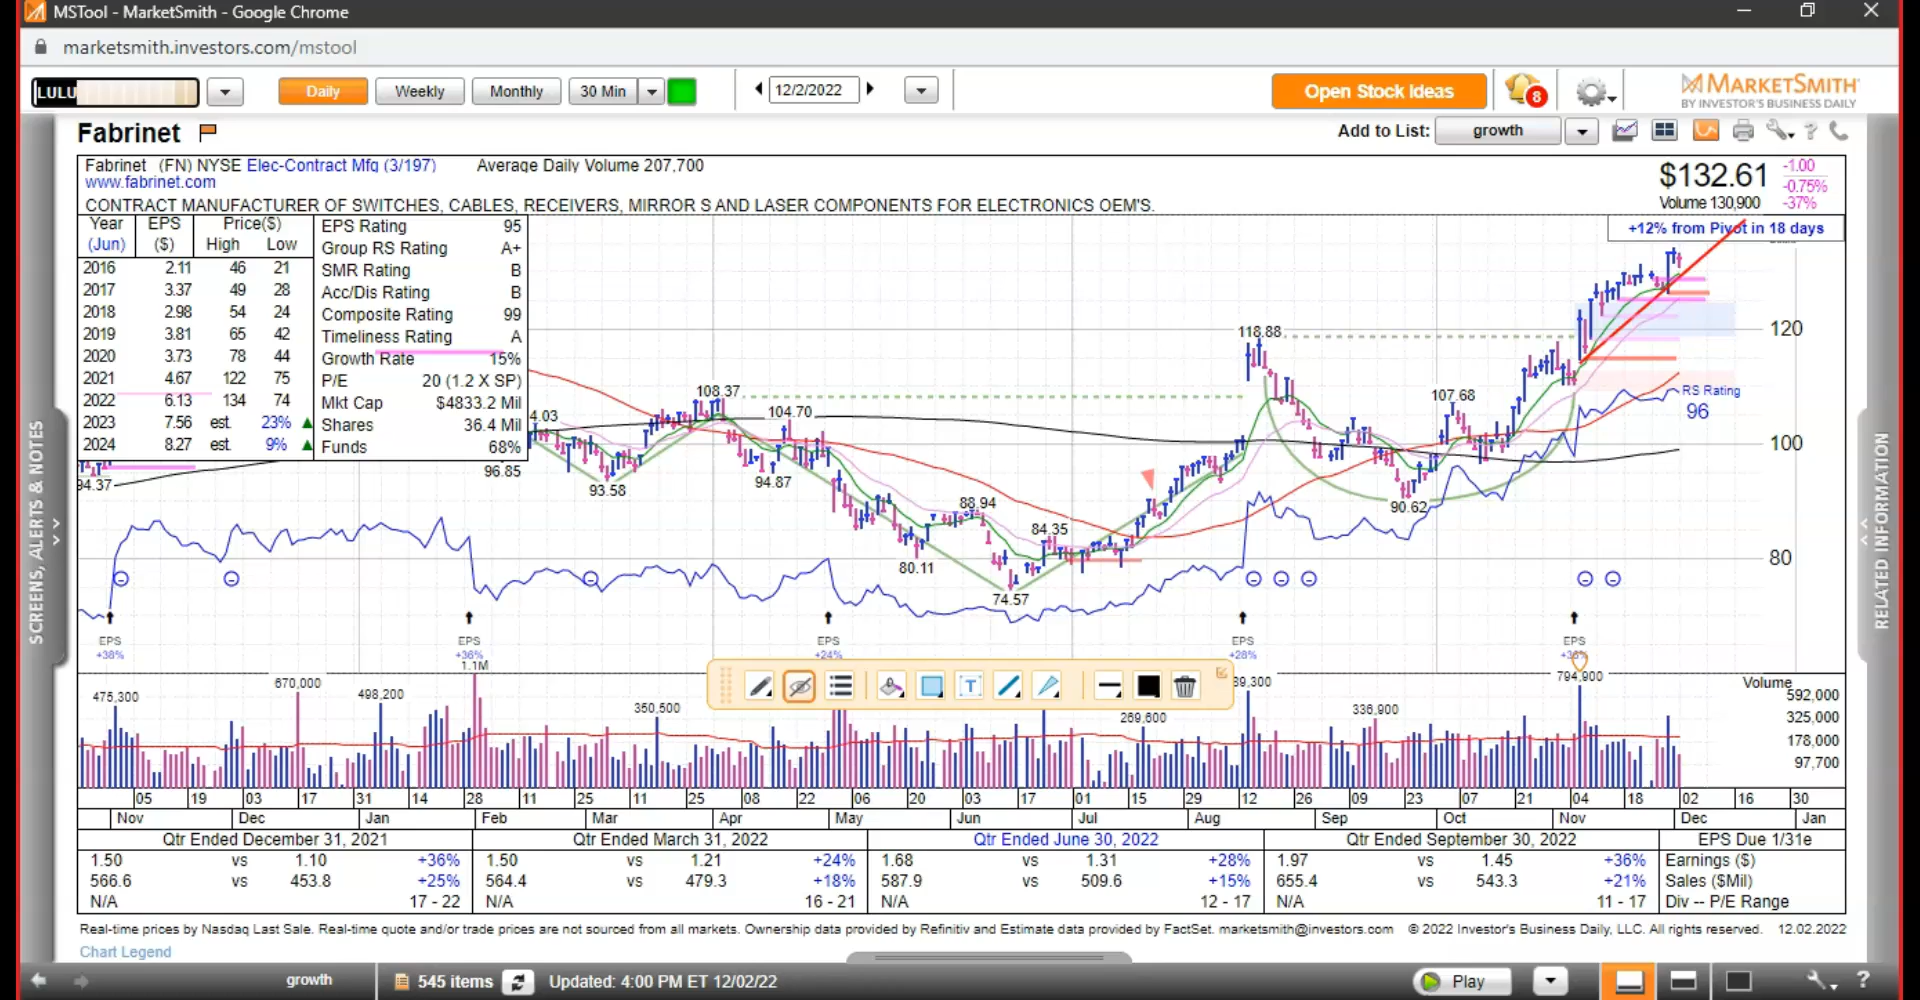 MSTool - MarketSmith - Google Chrome
marketsmith.investors.com/mstool
LULU Daily Weekly Monthly 30 Min 12/2/2022 Open Stock Ideas 8 MARKETSMITH
BY INVESTOR'S BUSINESS DAILY
Fabrinet Add to List: growth
Fabrinet (FN) NYSE Elec-Contract Mfg (3/197) Average Daily Volume 207,700
www.fabrinet.com
CONTRACT MANUFACTURER OF SWITCHES, CABLES, RECEIVERS, MIRROR S AND LASER COMPONENTS FOR ELECTRONICS OEM'S.
$132.61 -1.00
-0.75%
Volume 130,900 -37%
+12% from Pivot in 18 days
Year EPS Price($)
(Jun) ($) High Low
2016 2.11 46 21
2017 3.37 49 28
2018 2.98 54 24
2019 3.81 65 42
2020 3.73 78 44
2021 4.67 122 75
2022 6.13 134 74
2023 7.56 est. 23%
2024 8.27 est. 9%
EPS Rating 95
Group RS Rating A+
SMR Rating B
Acc/Dis Rating B
Composite Rating 99
Timeliness Rating A
Growth Rate 15%
P/E 20 (1.2 X SP)
Mkt Cap $4833.2 Mil
Shares 36.4 Mil
Funds 68%
120
118.88
RS Rating
96
108.37
107.68
104.70
4.03
100
96.85
94.37
93.58
94.87
90.62
88.94
84.35
80.11
80
74.57
EPS EPS EPS EPS EPS
+38% +36% +24% +28%
1.1M
475,300 670,000 498,200 350,500 269,600 39,300 336,900 794,900
T
Volume
592,000
325,000
178,000
97,700
05 19 03 17 31 14 28 11 25 11 25 08 22 06 20 03 17 01 15 29 12 26 09 23 07 21 04 18 02 16 30
Nov Dec Jan Feb Mar Apr May Jun Jul Aug Sep Oct Nov Dec Jan
Qtr Ended December 31, 2021 Qtr Ended March 31, 2022 Qtr Ended June 30, 2022 Qtr Ended September 30, 2022 EPS Due 1/31e
1.50 vs 1.10 +36% 1.50 vs 1.21 +24% 1.68 vs 1.31 +28% 1.97 vs 1.45 +36% Earnings ($)
566.6 vs 453.8 +25% 564.4 vs 479.3 +18% 587.9 vs 509.6 +15% 655.4 vs 543.3 +21% Sales ($Mil)
N/A 17 - 22 N/A 16 - 21 N/A 12 - 17 N/A 11 - 17 Div -- P/E Range
Real-time prices by Nasdaq Last Sale. Real-time quote and/or trade prices are not sourced from all markets. Ownership data provided by Refinitiv and Estimate data provided by FactSet. marketsmith@investors.com © 2022 Investor's Business Daily, LLC. All rights reserved. 12.02.2022
Chart Legend
growth 545 items Updated: 4:00 PM ET 12/02/22 Play ?
SCREENS, ALERTS & NOTES
RELATED INFORMATION